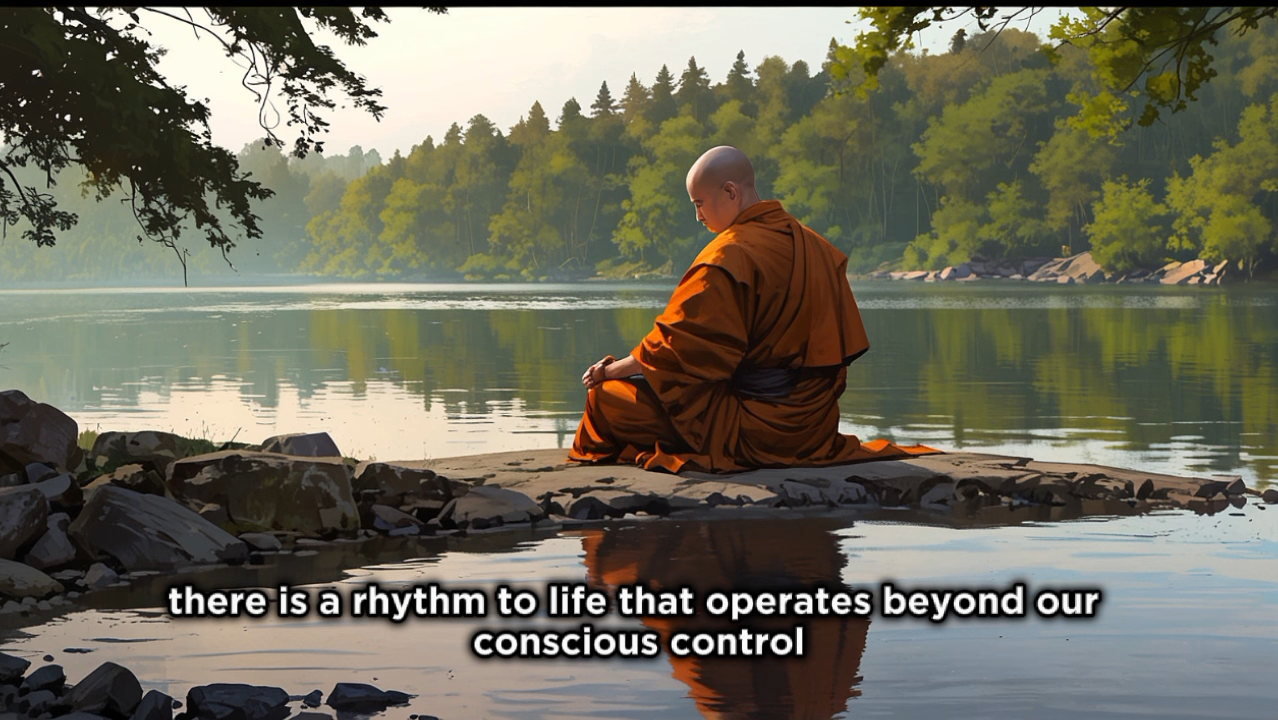 there is a rhythm to life that operates beyond our
conscious control